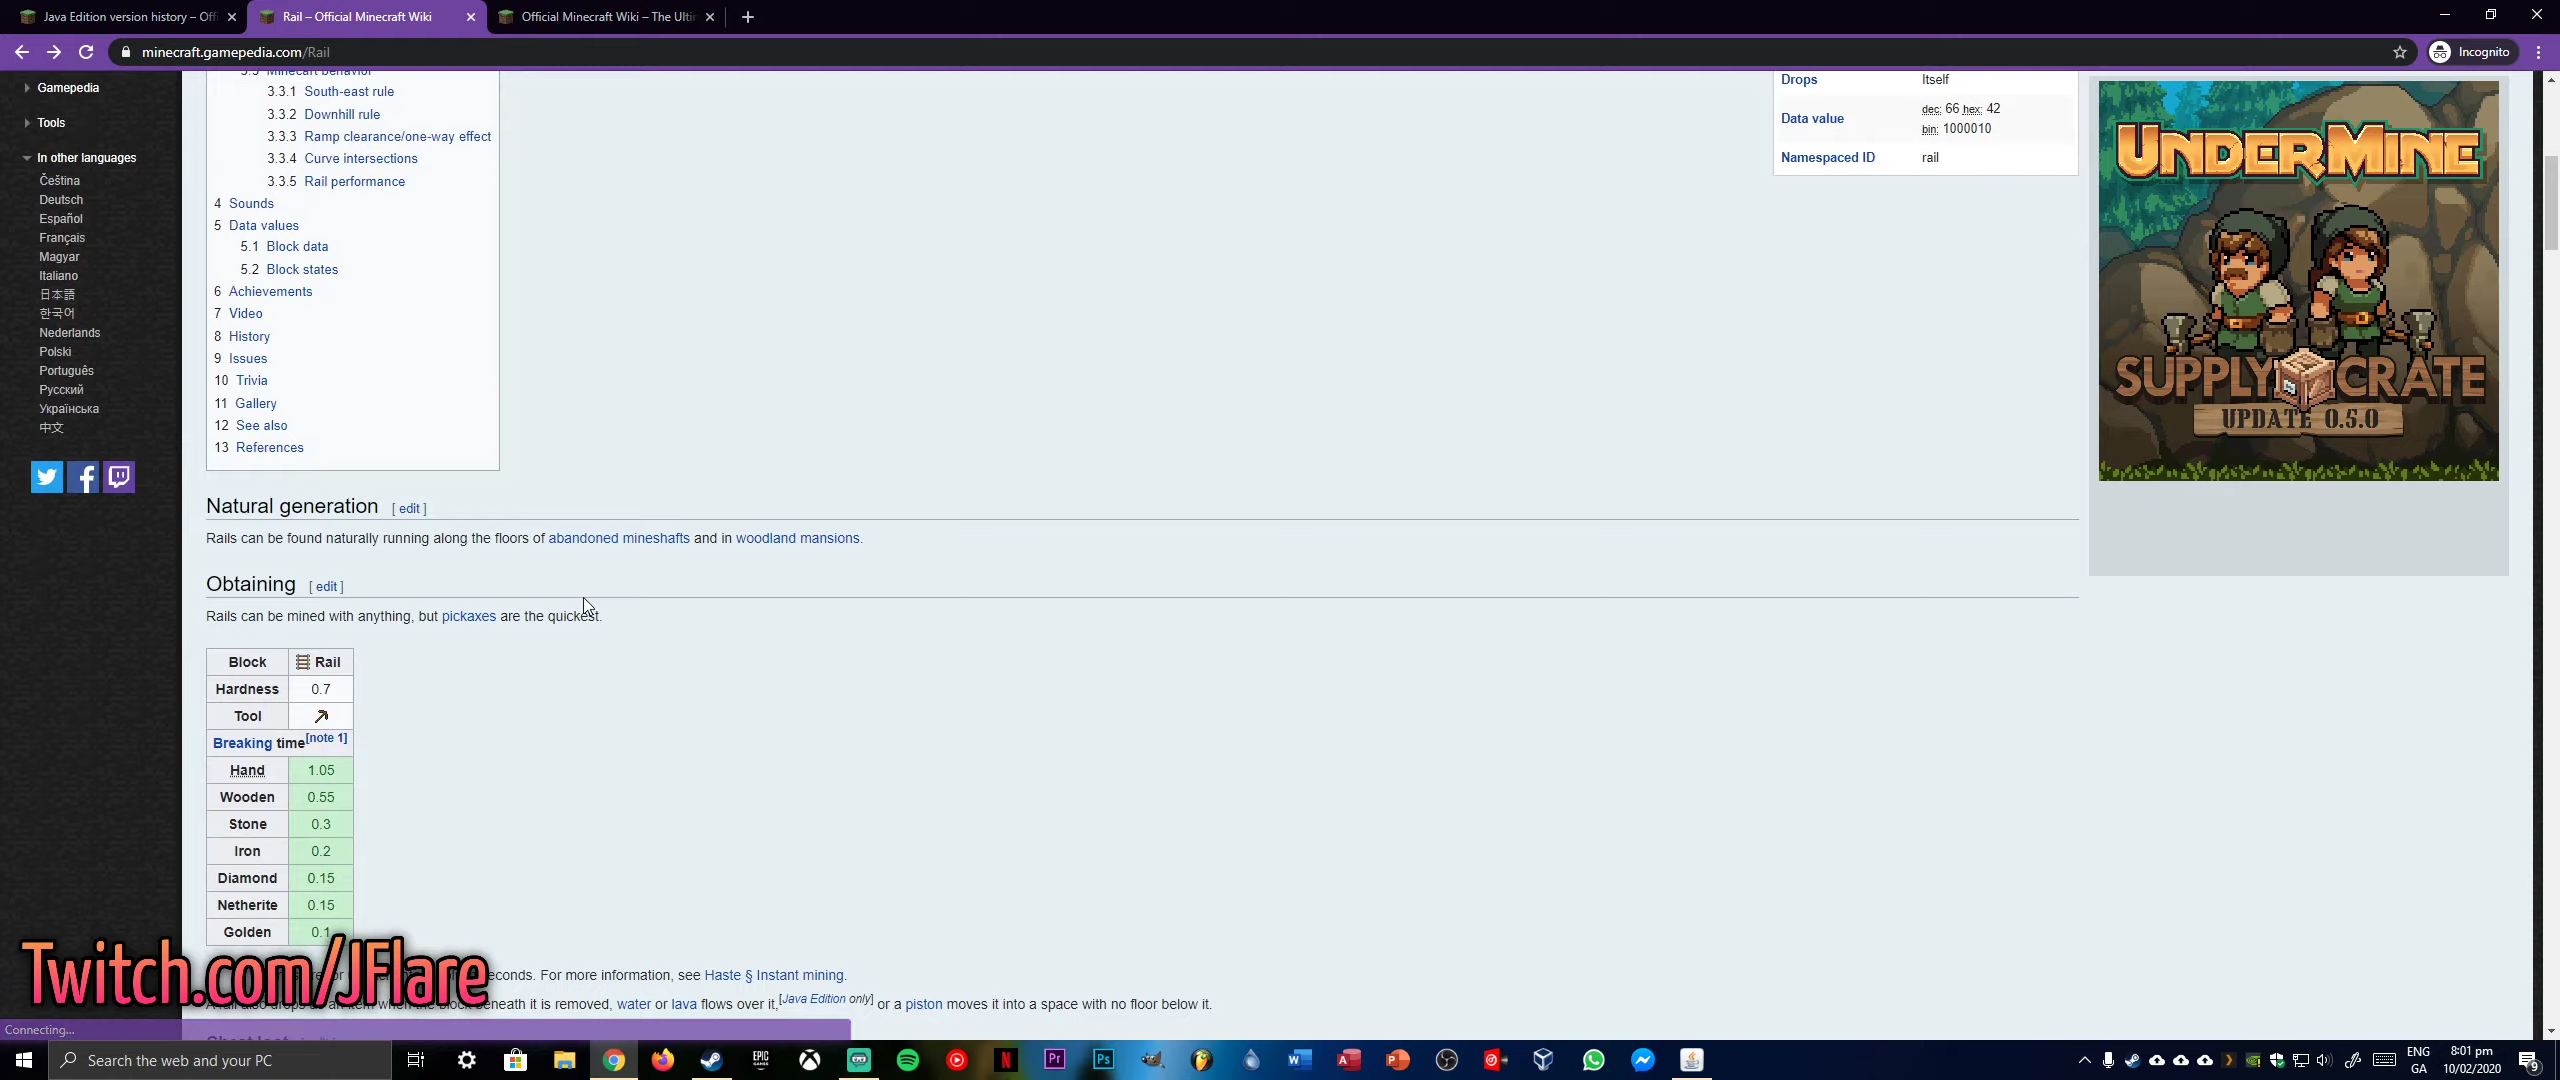 Java Edition version history – Offi
Rail – Official Minecraft Wiki
Official Minecraft Wiki – The Ultir
minecraft.gamepedia.com/Rail
Incognito
Gamepedia
Tools
In other languages
Čeština
Deutsch
Español
Français
Magyar
Italiano
日本語
한국어
Nederlands
Polski
Português
Русский
Українська
中文
3.3 Minecart behavior
3.3.1 South-east rule
3.3.2 Downhill rule
3.3.3 Ramp clearance/one-way effect
3.3.4 Curve intersections
3.3.5 Rail performance
4 Sounds
5 Data values
5.1 Block data
5.2 Block states
6 Achievements
7 Video
8 History
9 Issues
10 Trivia
11 Gallery
12 See also
13 References
Drops Itself
Data value dec: 66 hex: 42
bin: 1000010
Namespaced ID rail
UNDERMINE
SUPPLY CRATE
UPDATE 0.5.0
Natural generation [ edit ]
Rails can be found naturally running along the floors of abandoned mineshafts and in woodland mansions.
Obtaining [ edit ]
Rails can be mined with anything, but pickaxes are the quickest.
Block Rail
Hardness 0.7
Tool
Breaking time[note 1]
Hand 1.05
Wooden 0.55
Stone 0.3
Iron 0.2
Diamond 0.15
Netherite 0.15
Golden 0.1
Twitch.com/JFlare
seconds. For more information, see Haste § Instant mining.
beneath it is removed, water or lava flows over it,[Java Edition only] or a piston moves it into a space with no floor below it.
Connecting...
Search the web and your PC
EPIC GAMES
Pr
Ps
ENG
GA
8:01 pm
10/02/2020
9